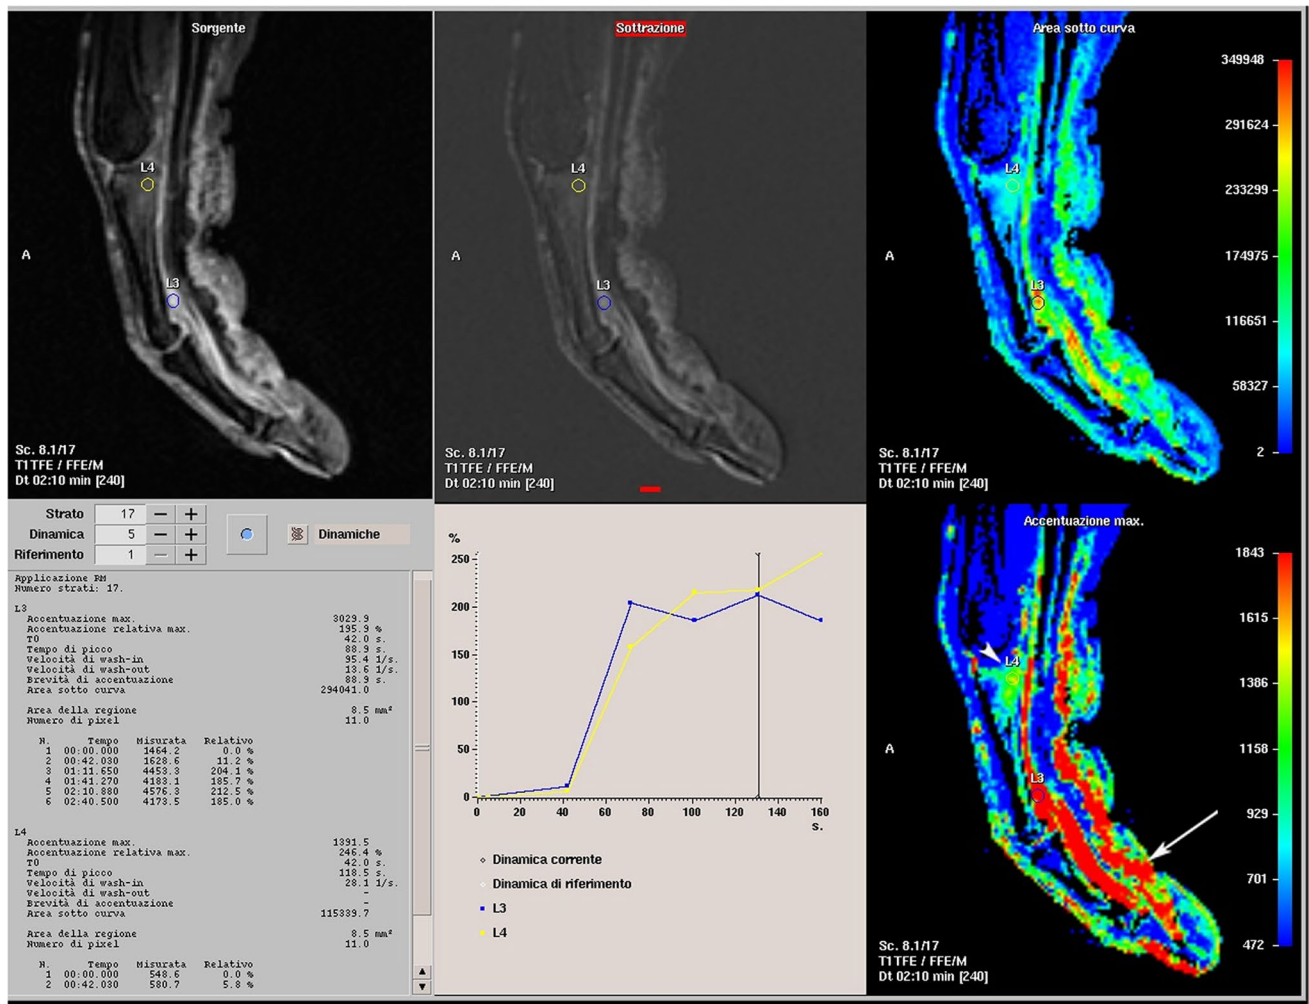 Sorgente
L4
L3
A
Sc. 8.1/17
T1TFE / FFE/M
Dt 02:10 min [240]
Sottrazione
L4
L3
A
Sc. 8.1/17
T1TFE / FFE/M
Dt 02:10 min [240]
Area sotto curva
349948
291624
233299
174975
116651
58327
2
L4
L3
A
Sc. 8.1/17
T1TFE / FFE/M
Dt 02:10 min [240]
Strato 17 − +
Dinamica 5 − +
Riferimento 1 − +
Dinamiche
Applicazione RM
Numero strati: 17.
L3
Accentuazione max. 3029.9
Accentuazione relativa max. 195.9 %
T0 42.0 s.
Tempo di picco 88.9 s.
Velocità di wash-in 95.4 1/s.
Velocità di wash-out 13.6 1/s.
Brevità di accentuazione 88.9 s.
Area sotto curva 294041.0
Area della regione 8.5 mm²
Numero di pixel 11.0
N. Tempo Misurata Relativo
1 00:00.000 1464.2 0.0 %
2 00:42.030 1628.6 11.2 %
3 01:11.650 4453.3 204.1 %
4 01:41.270 4183.1 185.7 %
5 02:10.880 4576.3 212.5 %
6 02:40.500 4173.5 185.0 %
L4
Accentuazione max. 1391.5
Accentuazione relativa max. 246.4 %
T0 42.0 s.
Tempo di picco 118.5 s.
Velocità di wash-in 28.1 1/s.
Velocità di wash-out -
Brevità di accentuazione -
Area sotto curva 115339.7
Area della regione 8.5 mm²
Numero di pixel 11.0
N. Tempo Misurata Relativo
1 00:00.000 548.6 0.0 %
2 00:42.030 580.7 5.8 %
%
250
200
150
100
50
0
0 20 40 60 80 100 120 140 160
s.
Dinamica corrente
Dinamica di riferimento
L3
L4
Accentuazione max.
1843
1615
1386
1158
929
701
472
L4
L3
A
Sc. 8.1/17
T1TFE / FFE/M
Dt 02:10 min [240]